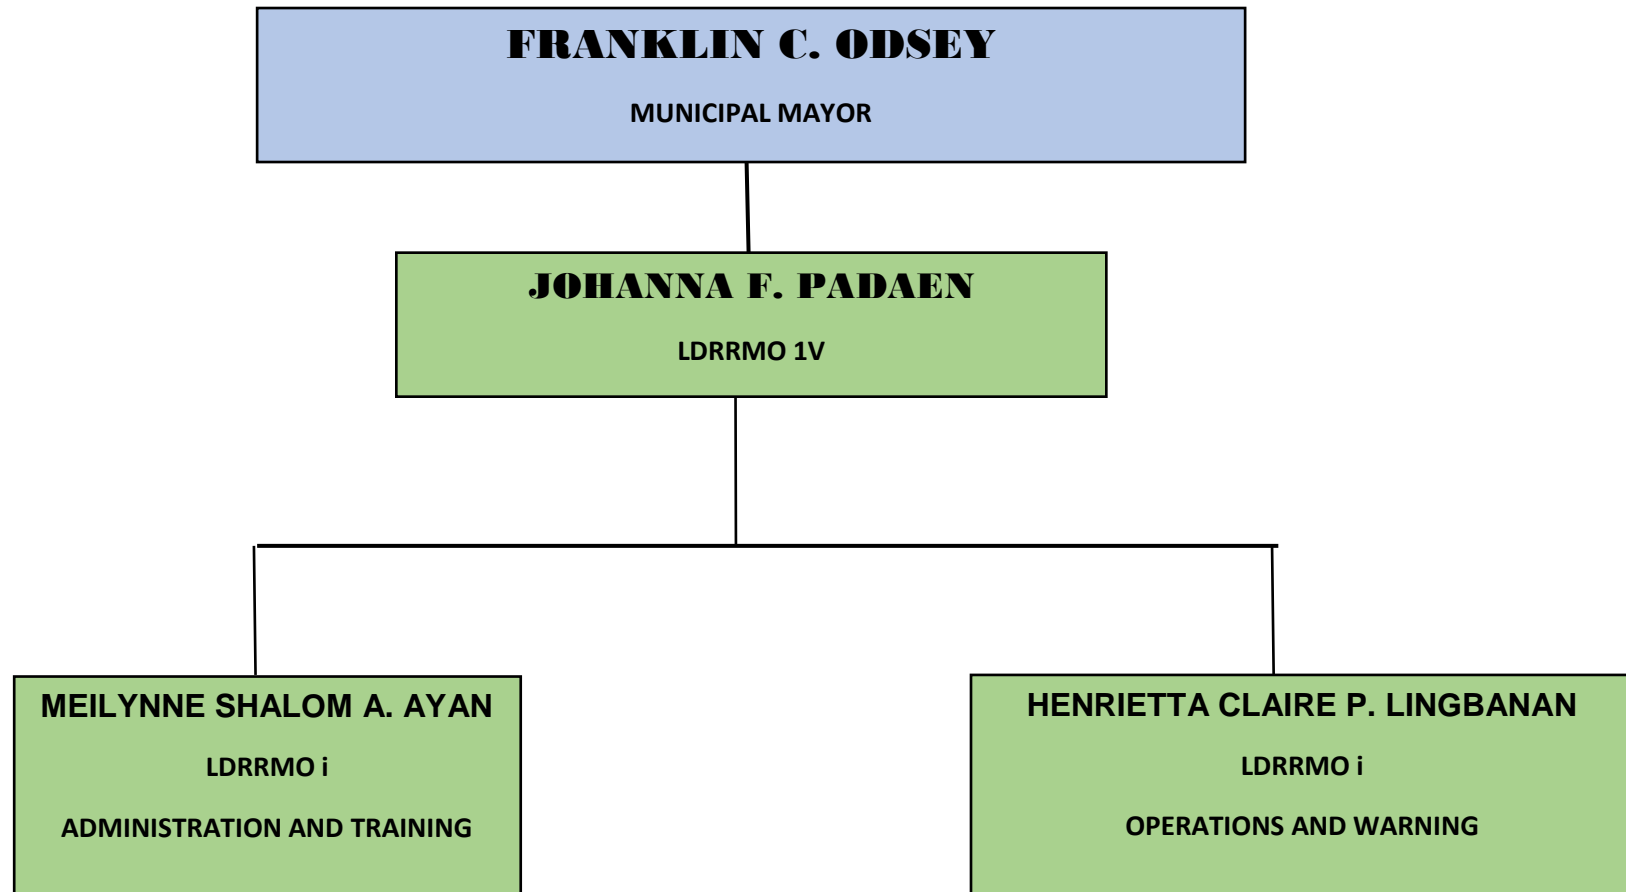 FRANKLIN C. ODSEY
MUNICIPAL MAYOR
JOHANNA F. PADAEN
LDRRMO 1V
MEILYNNE SHALOM A. AYAN
LDRRMO i
ADMINISTRATION AND TRAINING
HENRIETTA CLAIRE P. LINGBANAN
LDRRMO i
OPERATIONS AND WARNING